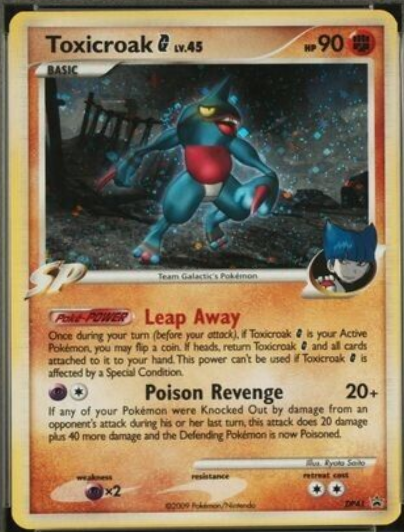 Toxicroak G LV.45 HP 90
BASIC
Team Galactic's Pokémon
SP
Poké-POWER Leap Away
Once during your turn (before your attack), if Toxicroak G is your Active
Pokémon, you may flip a coin. If heads, return Toxicroak G and all cards
attached to it to your hand. This power can't be used if Toxicroak G is
affected by a Special Condition.
Poison Revenge 20+
If any of your Pokémon were Knocked Out by damage from an
opponent's attack during his or her last turn, this attack does 20 damage
plus 40 more damage and the Defending Pokémon is now Poisoned.
Illus. Ryota Saito
weakness resistance retreat cost
×2
©2009 Pokémon/Nintendo DP41